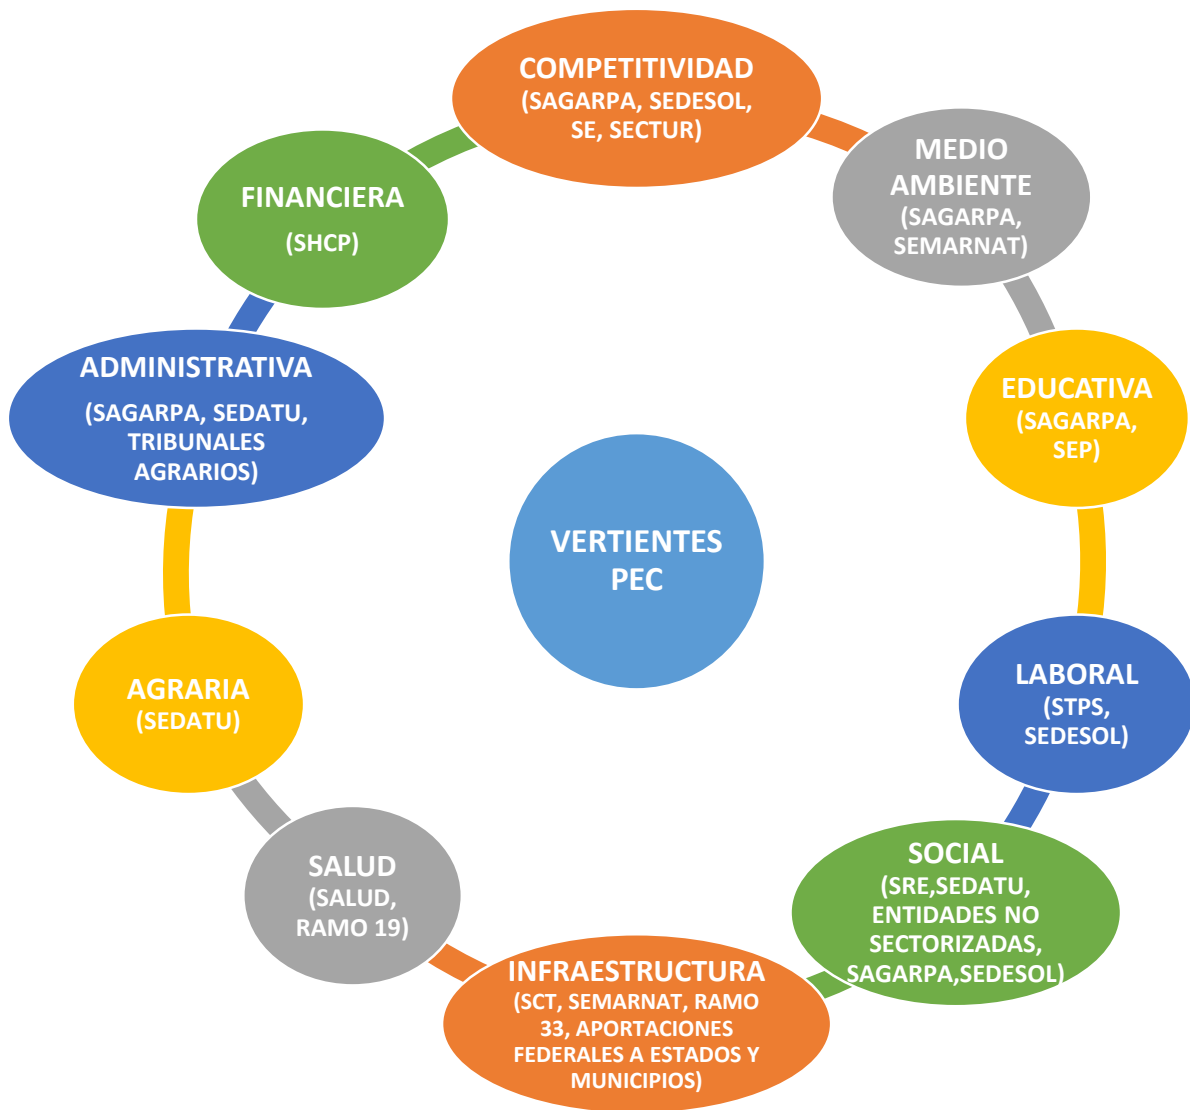 COMPETITIVIDAD
(SAGARPA, SEDESOL,
SE, SECTUR)
MEDIO
AMBIENTE
(SAGARPA,
SEMARNAT)
EDUCATIVA
(SAGARPA,
SEP)
LABORAL
(STPS,
SEDESOL)
SOCIAL
(SRE,SEDATU,
ENTIDADES NO
SECTORIZADAS,
SAGARPA,SEDESOL)
INFRAESTRUCTURA
(SCT, SEMARNAT, RAMO
33, APORTACIONES
FEDERALES A ESTADOS Y
MUNICIPIOS)
SALUD
(SALUD,
RAMO 19)
AGRARIA
(SEDATU)
ADMINISTRATIVA
(SAGARPA, SEDATU,
TRIBUNALES
AGRARIOS)
FINANCIERA
(SHCP)
VERTIENTES
PEC